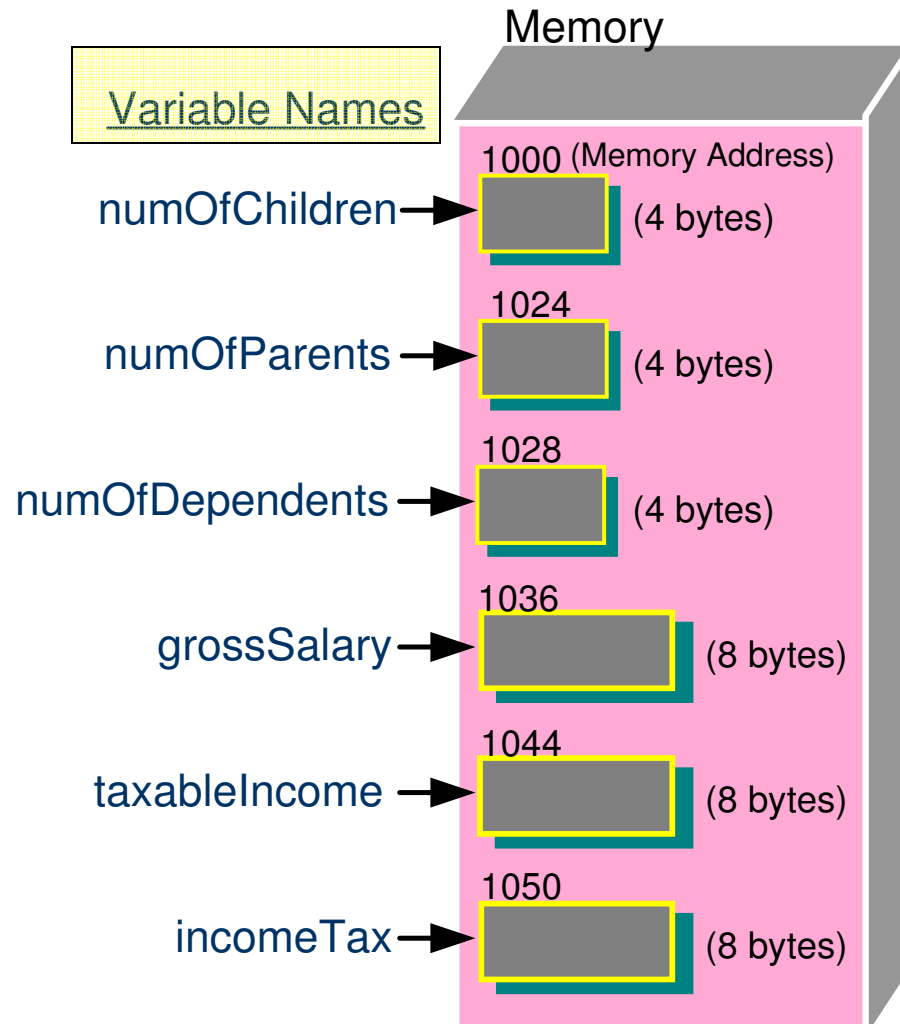 Memory
Variable Names
1000 (Memory Address)
numOfChildren (4 bytes)
1024
numOfParents (4 bytes)
1028
numOfDependents (4 bytes)
1036
grossSalary (8 bytes)
1044
taxableIncome (8 bytes)
1050
incomeTax (8 bytes)